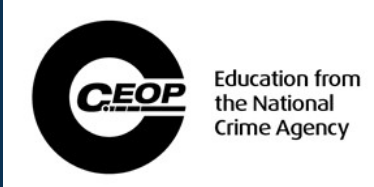 CEOP
Education from
the National
Crime Agency